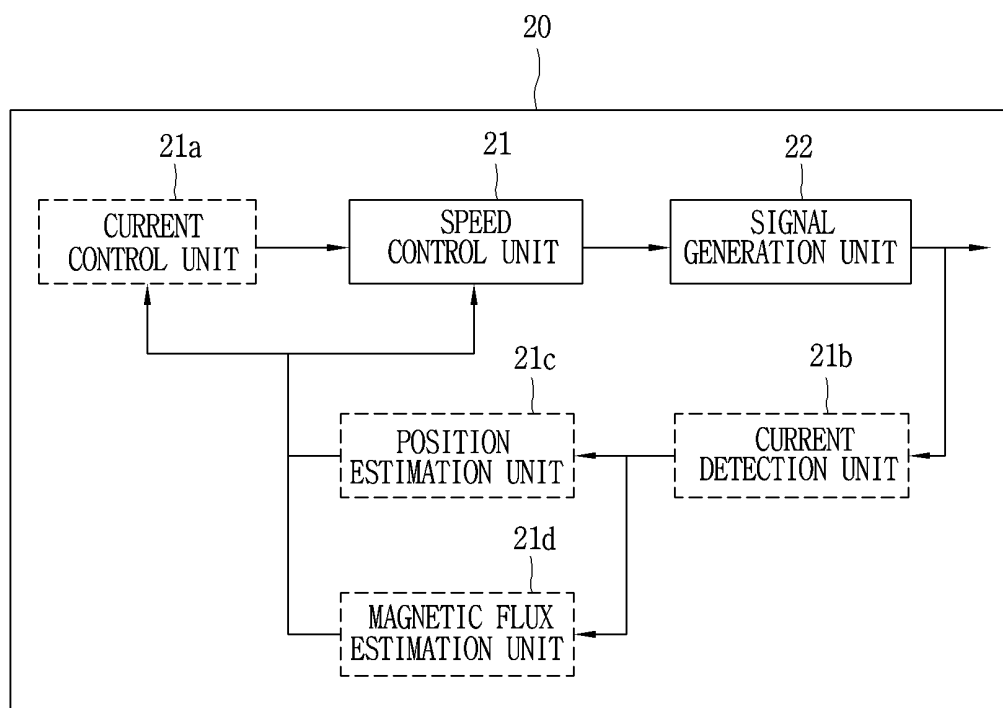 20
21a
21
22
CURRENT
CONTROL UNIT
SPEED
CONTROL UNIT
SIGNAL
GENERATION UNIT
21c
21b
POSITION
ESTIMATION UNIT
CURRENT
DETECTION UNIT
21d
MAGNETIC FLUX
ESTIMATION UNIT